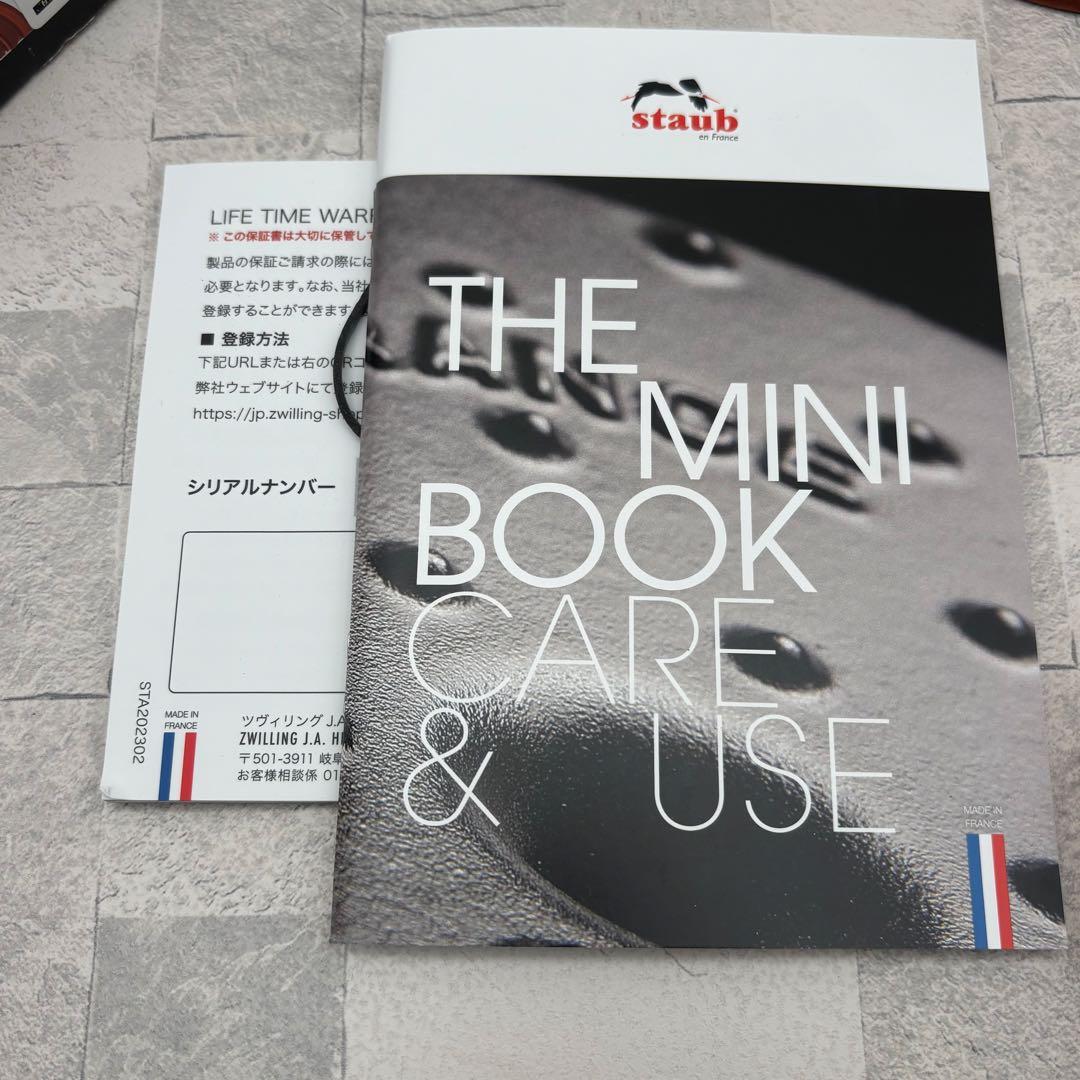 staub
en France
THE
MINI
BOOK
CARE
& USE
MADE IN
FRANCE
LIFE TIME
※ この保証書は大切に保管して
製品の保証ご請求の際には
必要となります。なお、当社
登録することができます
■ 登録方法
下記URLまたは右のQRコ
弊社ウェブサイトにて登録
https://jp.zwilling-shop
シリアルナンバー
STA202302
MADE IN
FRANCE
ツヴィリング J.A
ZWILLING J.A.
〒501-3911 岐阜
お客様相談係 01